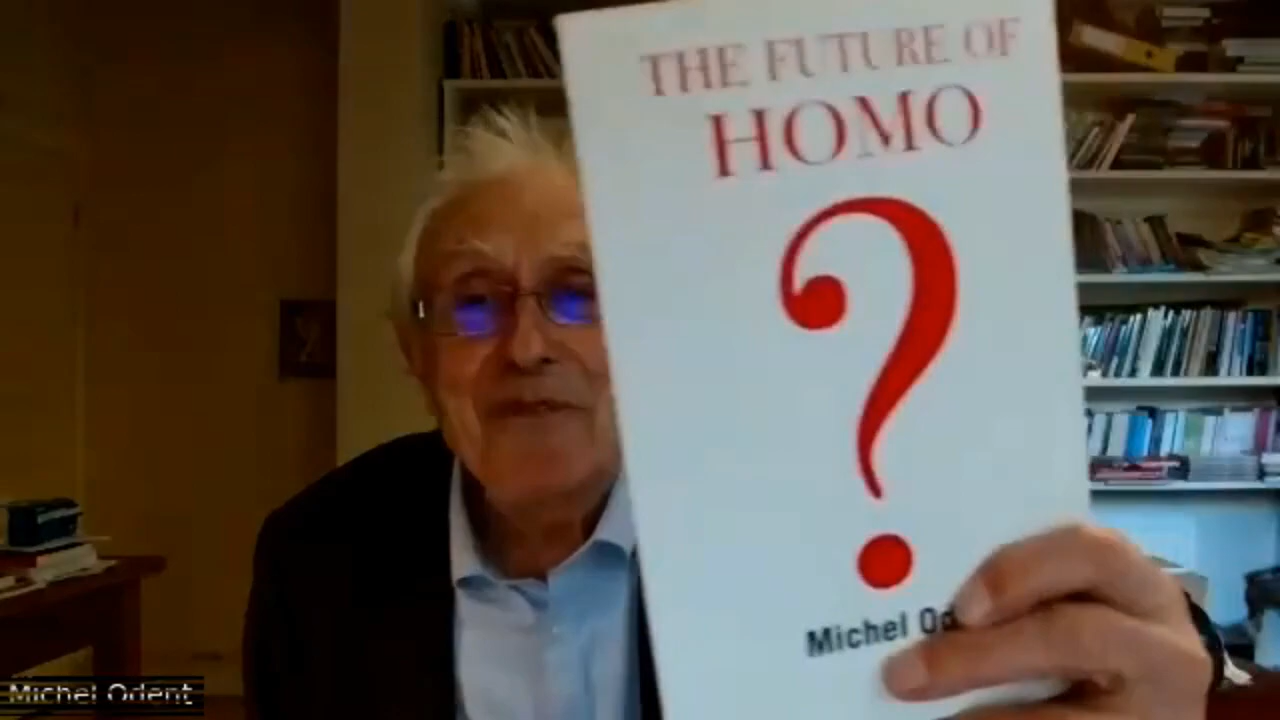 THE FUTURE OF
HOMO
?
Michel Od
Michel Odent